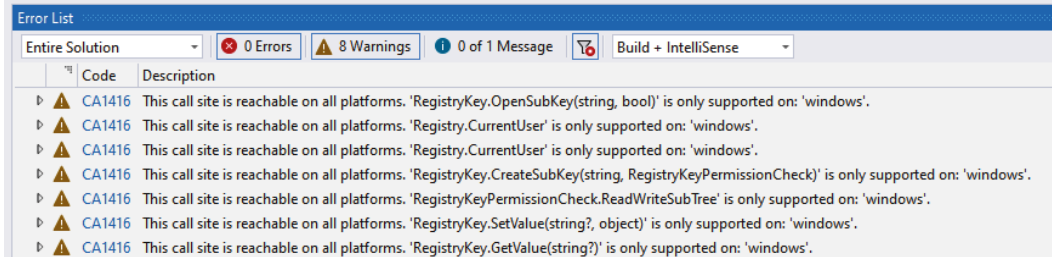 Error List
Entire Solution 0 Errors 8 Warnings 0 of 1 Message Build + IntelliSense
Code Description
CA1416 This call site is reachable on all platforms. 'RegistryKey.OpenSubKey(string, bool)' is only supported on: 'windows'.
CA1416 This call site is reachable on all platforms. 'Registry.CurrentUser' is only supported on: 'windows'.
CA1416 This call site is reachable on all platforms. 'Registry.CurrentUser' is only supported on: 'windows'.
CA1416 This call site is reachable on all platforms. 'RegistryKey.CreateSubKey(string, RegistryKeyPermissionCheck)' is only supported on: 'windows'.
CA1416 This call site is reachable on all platforms. 'RegistryKeyPermissionCheck.ReadWriteSubTree' is only supported on: 'windows'.
CA1416 This call site is reachable on all platforms. 'RegistryKey.SetValue(string?, object)' is only supported on: 'windows'.
CA1416 This call site is reachable on all platforms. 'RegistryKey.GetValue(string?)' is only supported on: 'windows'.